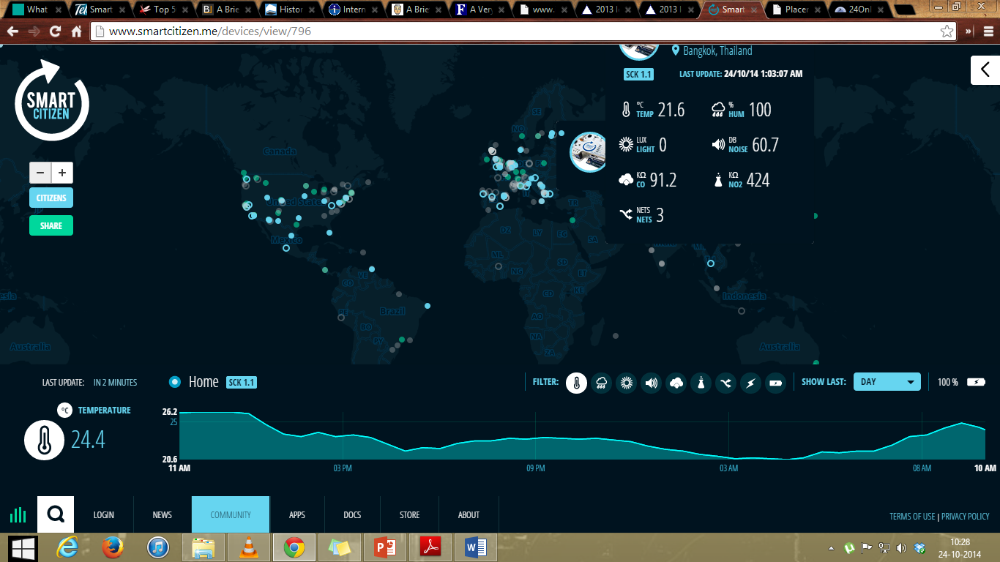 What
Smart
Top 5
A Brie
Histor
Intern
A Brie
A Very
www.
2013 I
2013 I
Smart
Placer
24Onl
www.smartcitizen.me/devices/view/796
SMART
CITIZEN
Bangkok, Thailand
SCK 1.1
LAST UPDATE: 24/10/14 1:03:07 AM
°C TEMP 21.6
% HUM 100
LUX LIGHT 0
DB NOISE 60.7
KΩ CO 91.2
KΩ NO2 424
NETS NETS 3
CITIZENS
SHARE
Canada
United States
Mexico
VE
CO
PE
Brazil
BO
PY
SE
NO
IT
TR
DZ
LY
EG
SA
ML
NG
SD
ET
CD
KE
AO
NA
ZA
Indonesia
Australia
esia
Australia
LAST UPDATE: IN 2 MINUTES
Home SCK 1.1
FILTER:
SHOW LAST: DAY
100 %
°C TEMPERATURE
24.4
26.2
25
20.6
11 AM 03 PM 09 PM 03 AM 08 AM 10 AM
LOGIN NEWS COMMUNITY APPS DOCS STORE ABOUT
TERMS OF USE | PRIVACY POLICY
10:28
24-10-2014